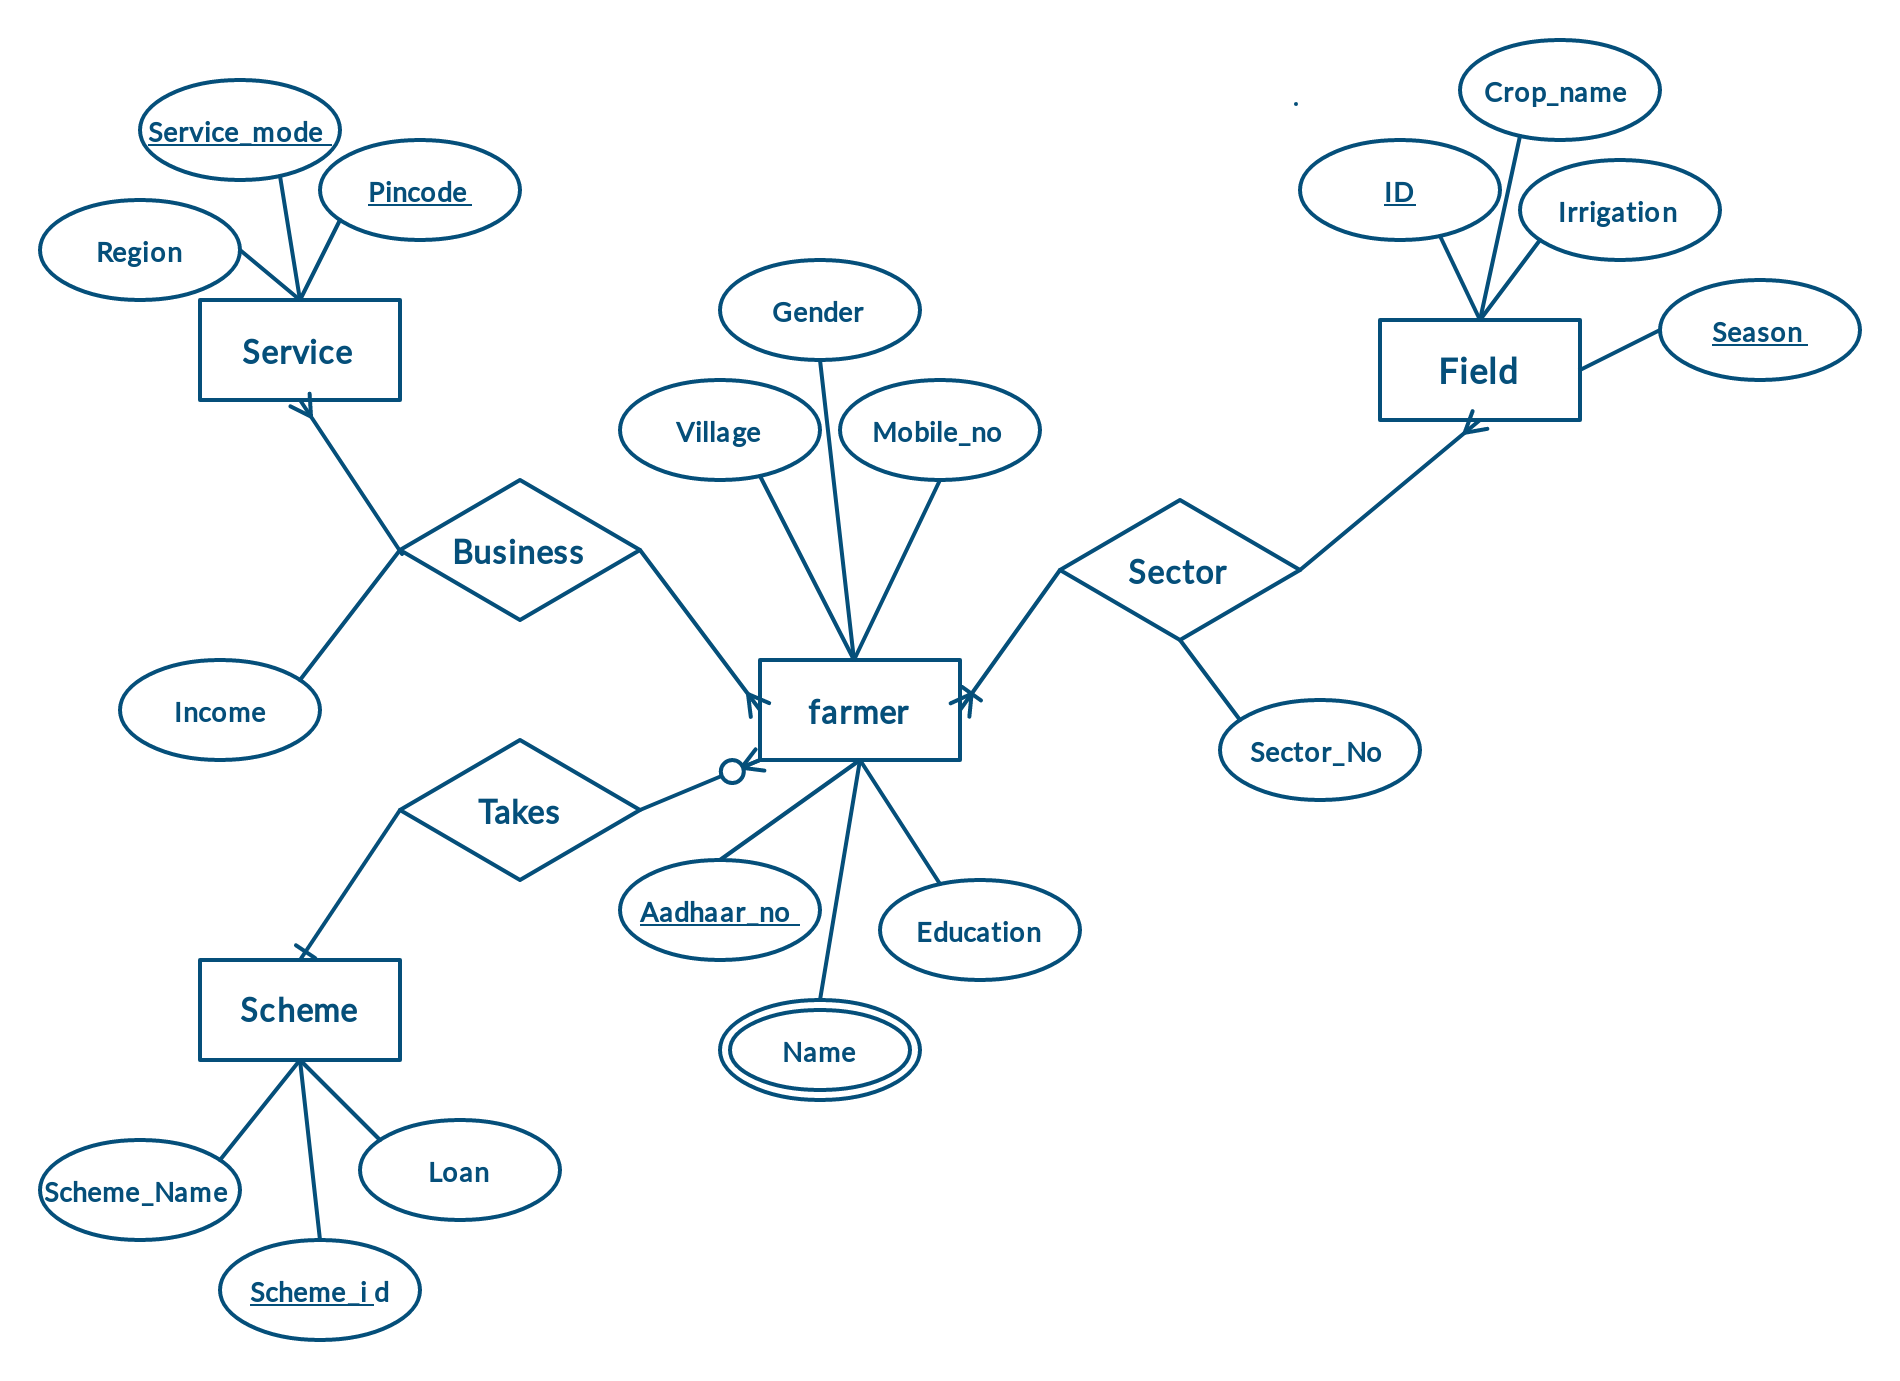 Crop_name
Service_mode
Pincode
ID
Irrigation
Region
Gender
Season
Service
Field
Village
Mobile_no
Business
Sector
Income
farmer
Sector_No
Takes
Aadhaar_no
Education
Scheme
Name
Loan
Scheme_Name
Scheme_i d